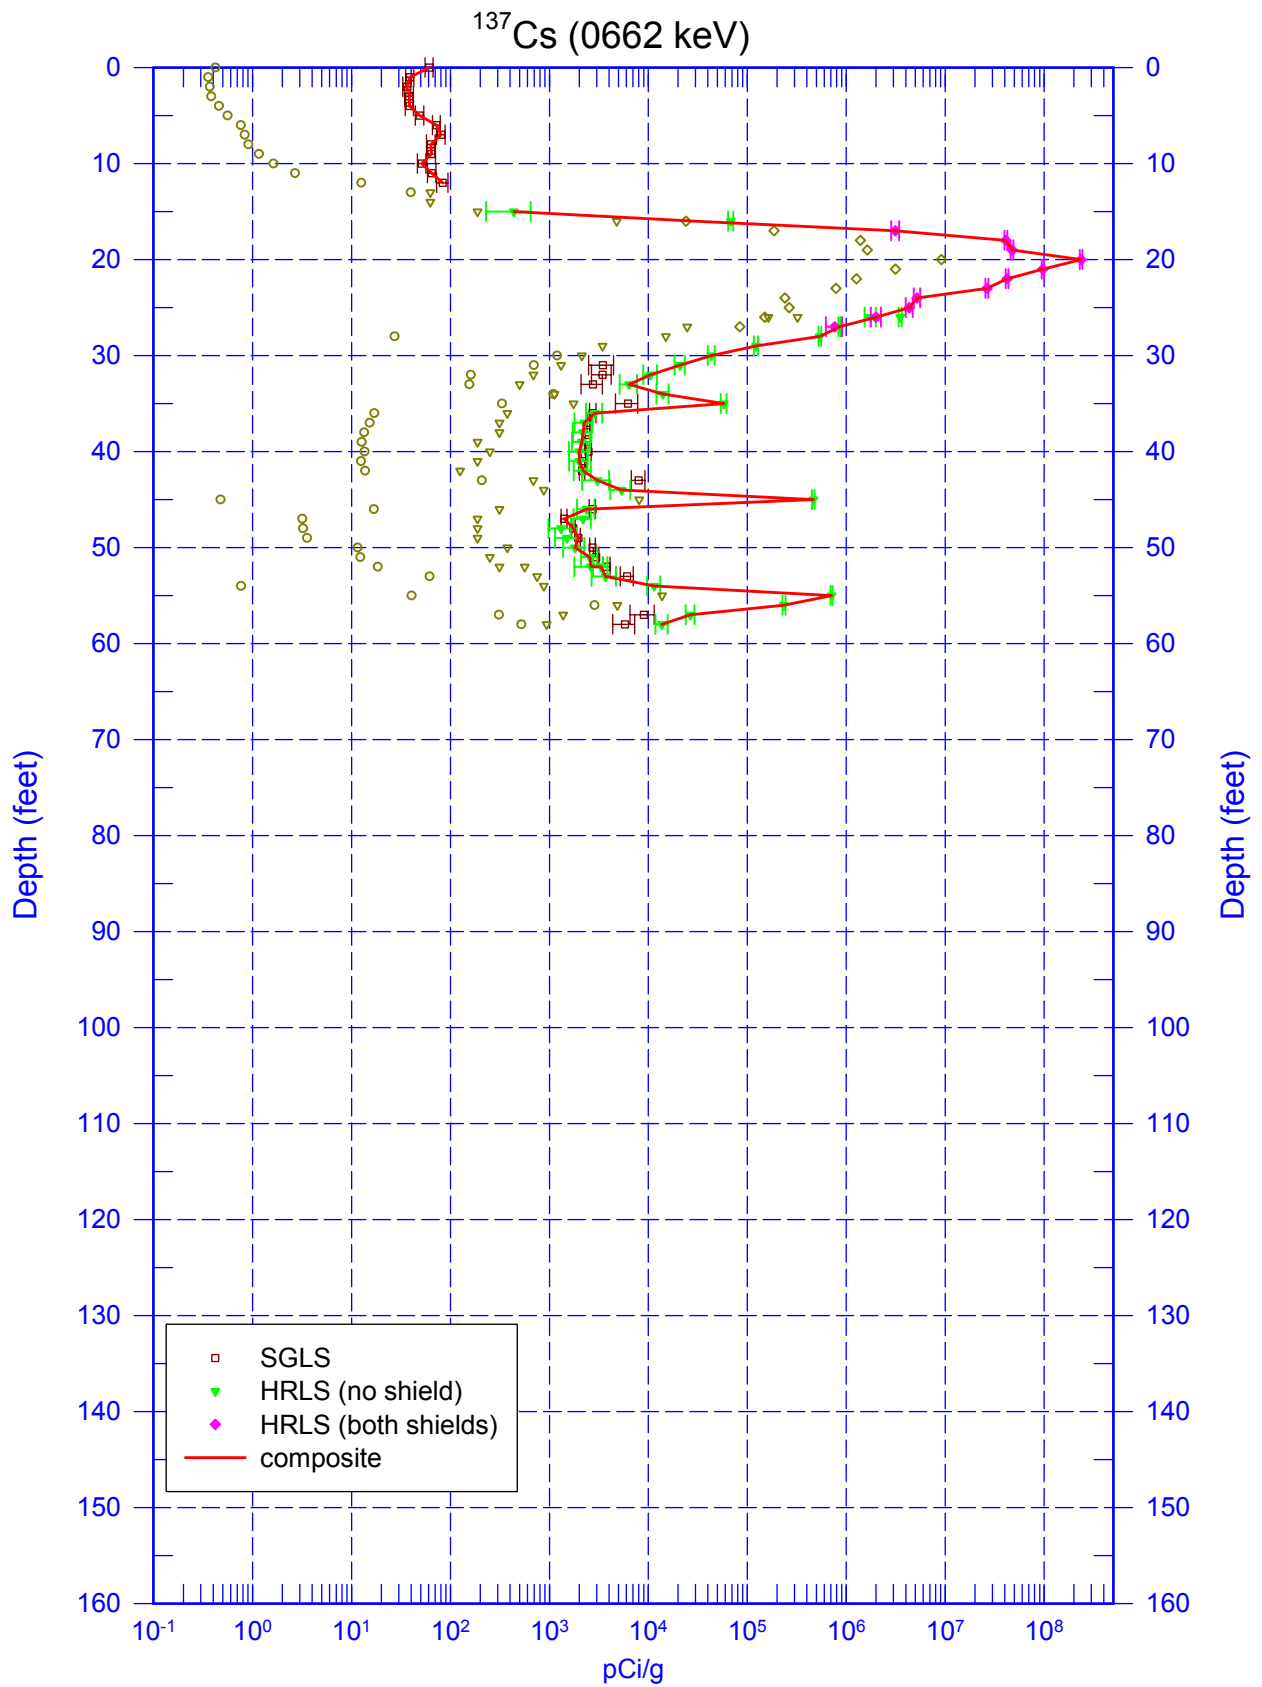 ¹³⁷Cs (0662 keV)
0 0
10 10
20 20
30 30
40 40
50 50
60 60
70 70
80 80
90 90
100 100
110 110
120 120
130 130
140 140
150 150
160 160
Depth (feet)
Depth (feet)
SGLS
HRLS (no shield)
HRLS (both shields)
composite
10⁻¹ 10⁰ 10¹ 10² 10³ 10⁴ 10⁵ 10⁶ 10⁷ 10⁸
pCi/g